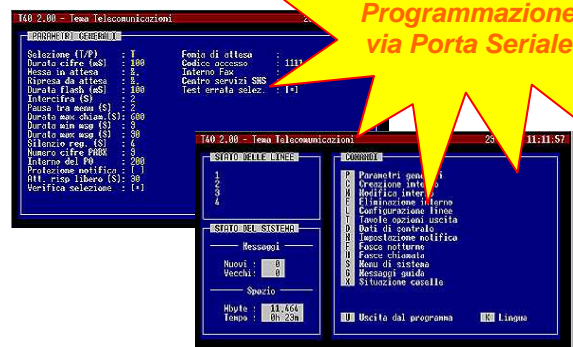 Programmazione
via Porta Seriale
T40 2.00 - Tema Telecomunicazioni
PARAMETRI GENERALI
Selezione (T/P) : T
Durata cifre (mS) : 100
Messa in attesa :
Ripresa da attesa :
Durata flash (mS) : 100
Intercifra (S) : 2
Pausa tra menu (S) : 2
Durata max chiam.(S): 600
Durata min msg (S) :
Durata max msg (S) :
Silenzio reg. (S) : 4
Numero cifre PABX :
Interno del PO : 200
Protezione notifica : [ ]
Att. risp libero (S): 30
Verifica selezione : [*]
Fonia di attesa :
Codice accesso :
Interno Fax :
Centro servizi SMS :
Test errata selez. : [*]
T40 2.00 - Tema Telecomunicazioni
11:11:57
STATO DELLE LINEE
1
2
3
4
STATO DEL SISTEMA
Messaggi
Nuovi : 0
Vecchi: 0
Spazio
Mbyte : 11,464
Tempo : 0h 23m
COMANDI
P Parametri generali
C Creazione interno
M Modifica interno
E Eliminazione interno
L Configurazione linee
T Tavole opzioni uscita
D Dati di centrale
N Impostazione notifica
F Fasce notturne
H Fasce chiamata
S Menu di sistema
G Messaggi guida
X Situazione caselle
U Uscita dal programma
K Lingua